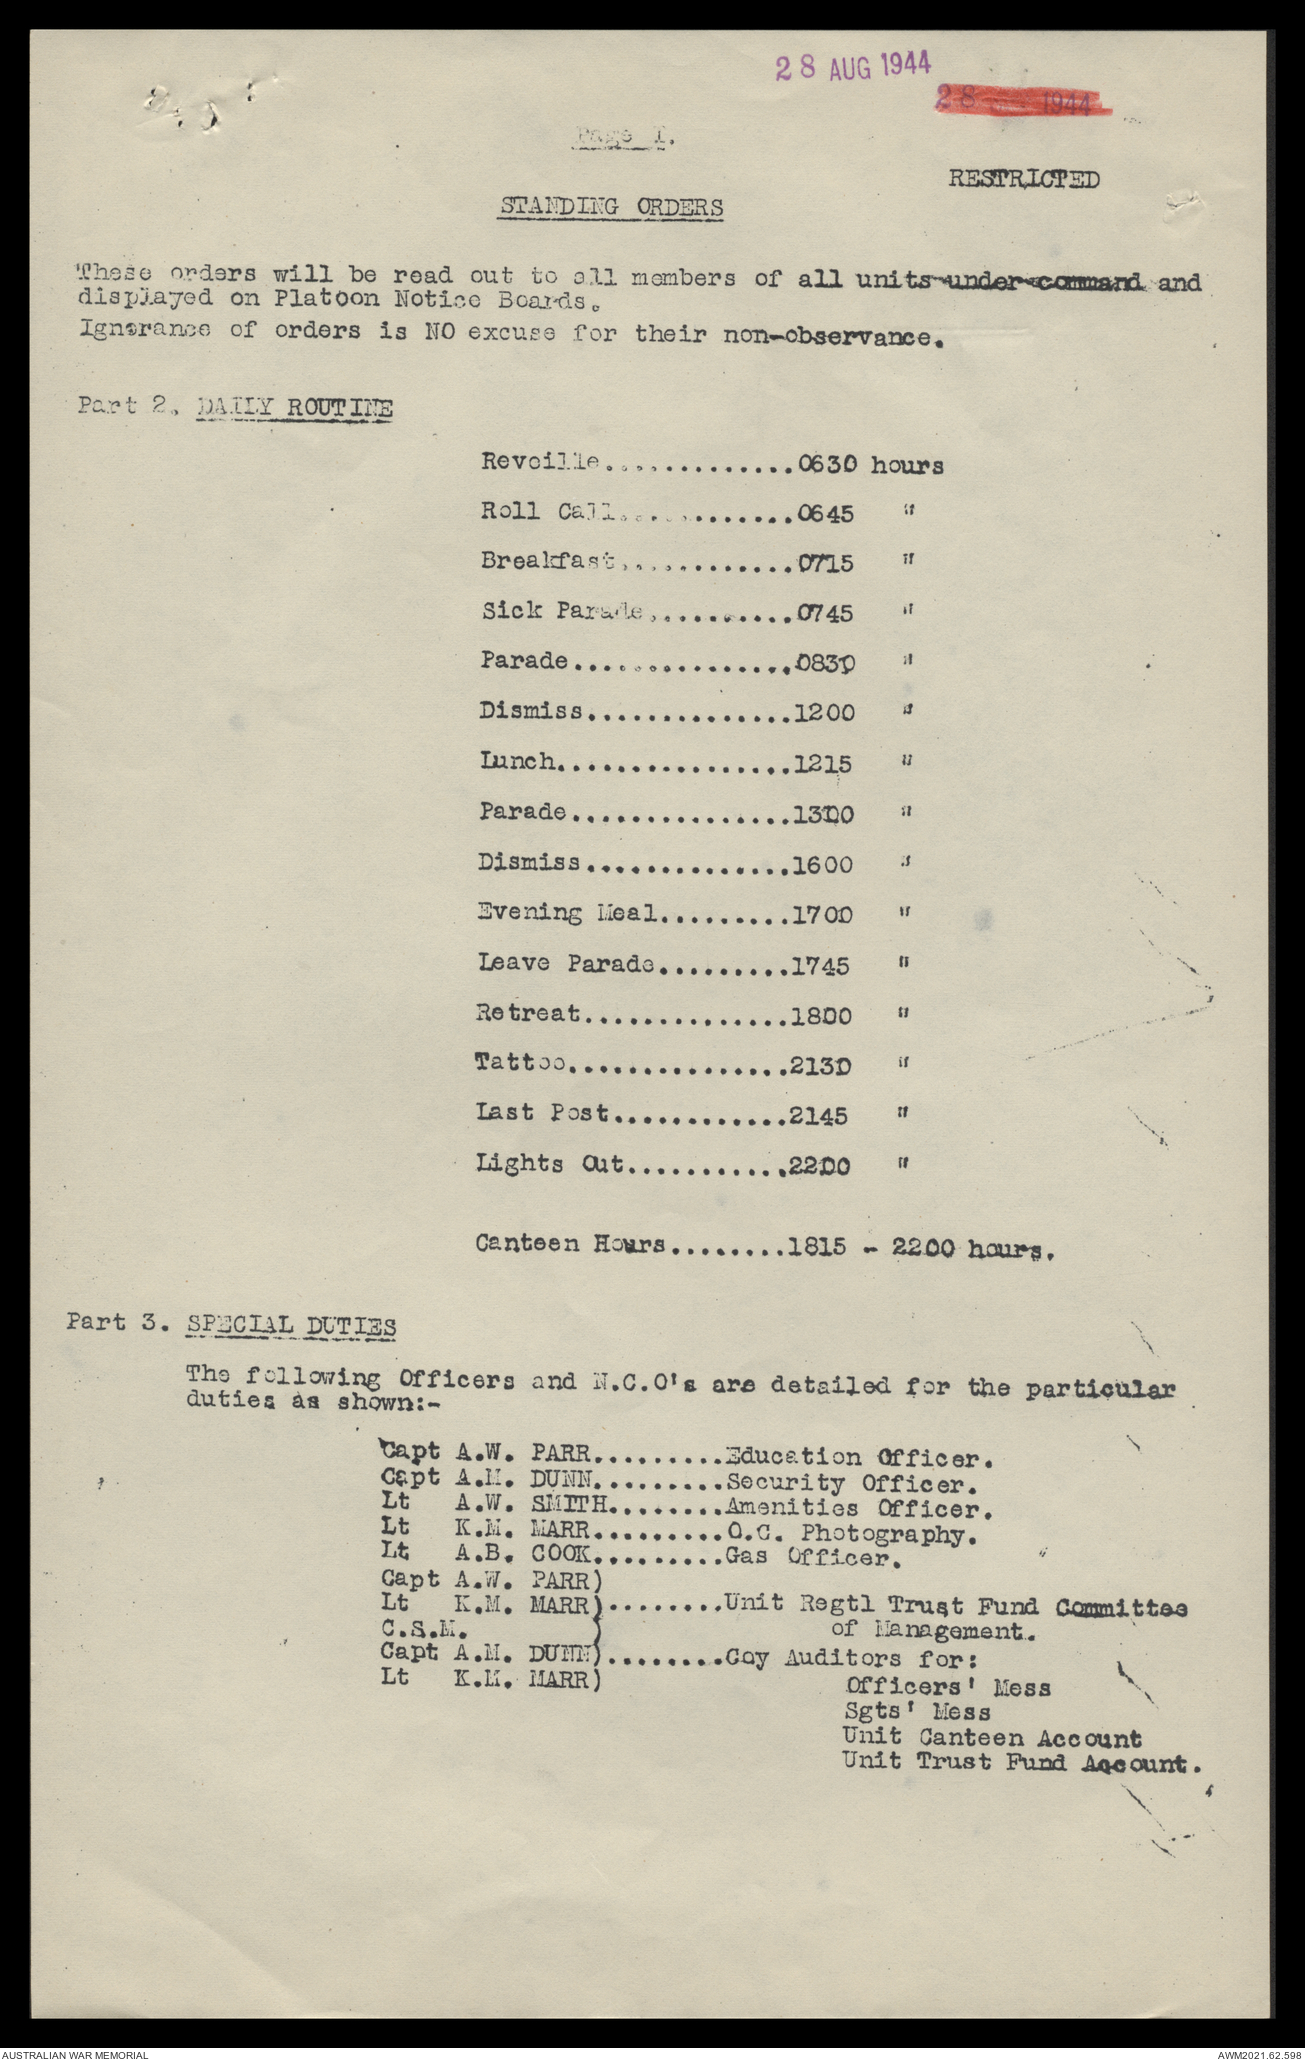 28 AUG 1944
28 1944
Page 1.
RESTRICTED
STANDING ORDERS
These orders will be read out to all members of all units under command and
displayed on Platoon Notice Boards.
Ignorance of orders is NO excuse for their non-observance.
Part 2. DAILY ROUTINE
Reveille.............0630 hours
Roll Call............0645 "
Breakfast............0715 "
Sick Parade..........0745 "
Parade...............0830 "
Dismiss..............1200 "
Lunch................1215 "
Parade...............1300 "
Dismiss..............1600 "
Evening Meal.........1700 "
Leave Parade.........1745 "
Retreat..............1800 "
Tattoo...............2130 "
Last Post............2145 "
Lights Out...........2200 "
Canteen Hours........1815 - 2200 hours.
Part 3. SPECIAL DUTIES
The following Officers and N.C.O's are detailed for the particular
duties as shown:-
Capt A.W. PARR.........Education Officer.
Capt A.M. DUNN.........Security Officer.
Lt A.W. SMITH........Amenities Officer.
Lt K.M. MARR.........O.C. Photography.
Lt A.B. COOK.........Gas Officer.
Capt A.W. PARR)
Lt K.M. MARR)........Unit Regtl Trust Fund Committee
C.S.M. ) of Management.
Capt A.M. DUNN)........Coy Auditors for:
Lt K.M. MARR) Officers' Mess
Sgts' Mess
Unit Canteen Account
Unit Trust Fund Account.
AUSTRALIAN WAR MEMORIAL
AWM2021.62.598